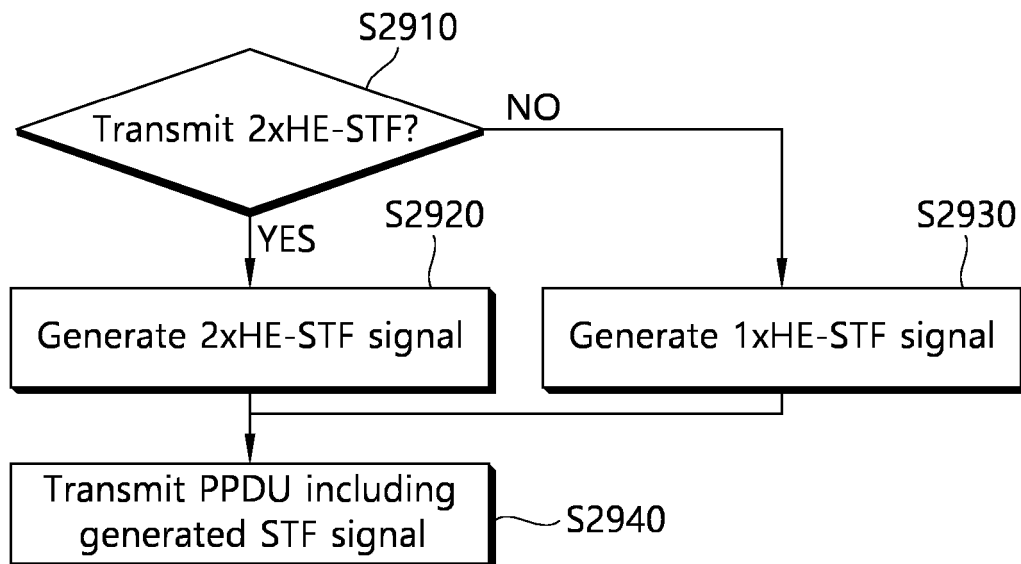 S2910
Transmit 2xHE-STF?
NO
YES
S2920
S2930
Generate 2xHE-STF signal
Generate 1xHE-STF signal
Transmit PPDU including
generated STF signal
S2940